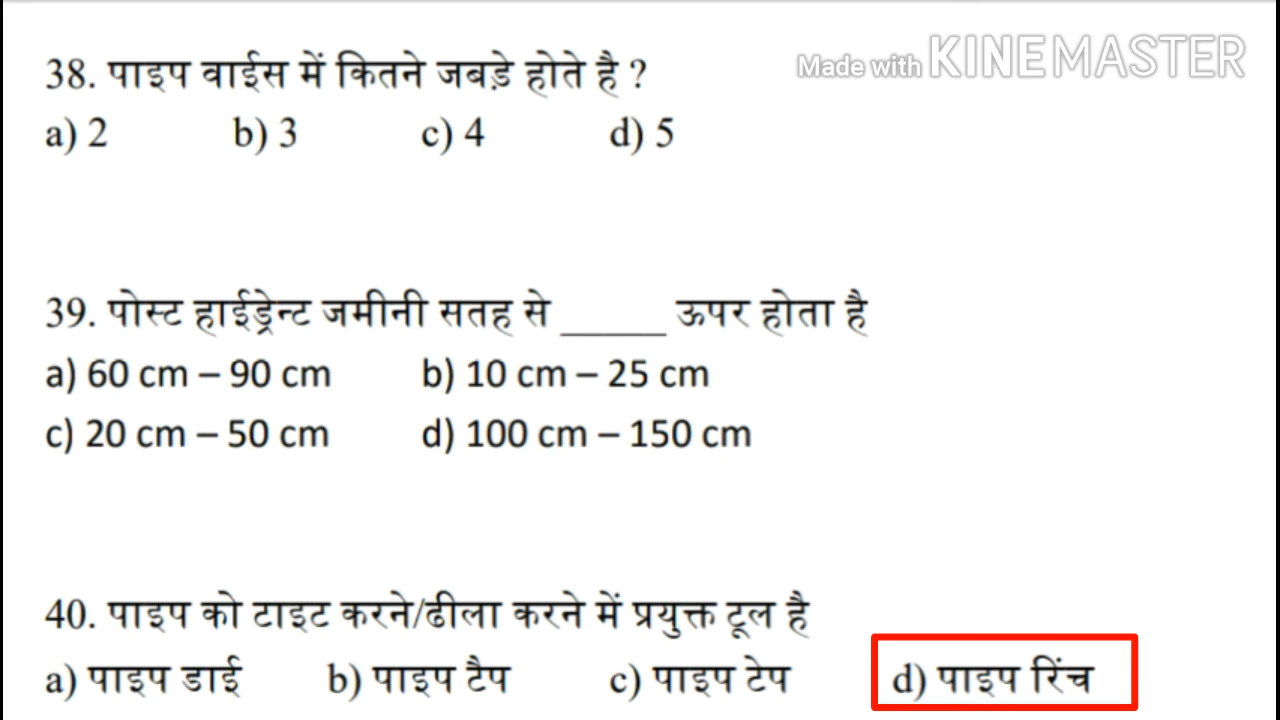 Made with KINEMASTER
38. पाइप वाईस में कितने जबड़े होते है ?
a) 2 b) 3 c) 4 d) 5
39. पोस्ट हाईड्रेन्ट जमीनी सतह से _____ ऊपर होता है
a) 60 cm – 90 cm b) 10 cm – 25 cm
c) 20 cm – 50 cm d) 100 cm – 150 cm
40. पाइप को टाइट करने/ढीला करने में प्रयुक्त टूल है
a) पाइप डाई b) पाइप टैप c) पाइप टेप d) पाइप रिंच